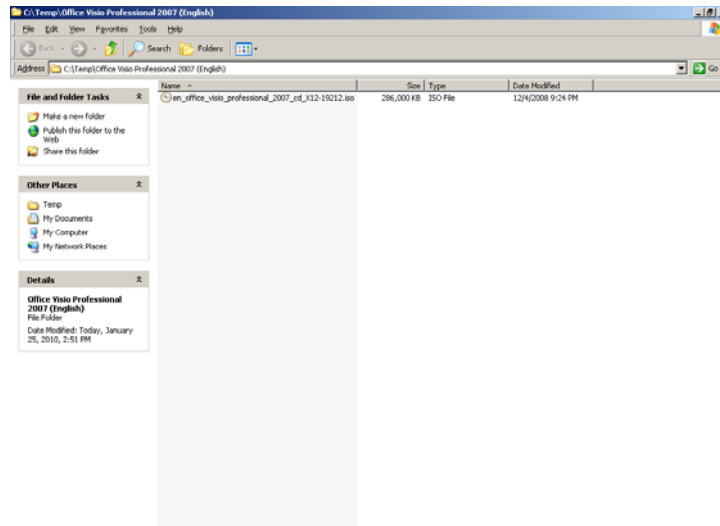 C:\Temp\Office Visio Professional 2007 (English)
File Edit View Favorites Tools Help
Back Search Folders
Address C:\Temp\Office Visio Professional 2007 (English) Go
Name Size Type Date Modified
en_office_visio_professional_2007_cd_X12-19212.iso 286,000 KB ISO File 12/4/2008 9:24 PM
File and Folder Tasks
Make a new folder
Publish this folder to the
Web
Share this folder
Other Places
Temp
My Documents
My Computer
My Network Places
Details
Office Visio Professional
2007 (English)
File Folder
Date Modified: Today, January
25, 2010, 2:51 PM